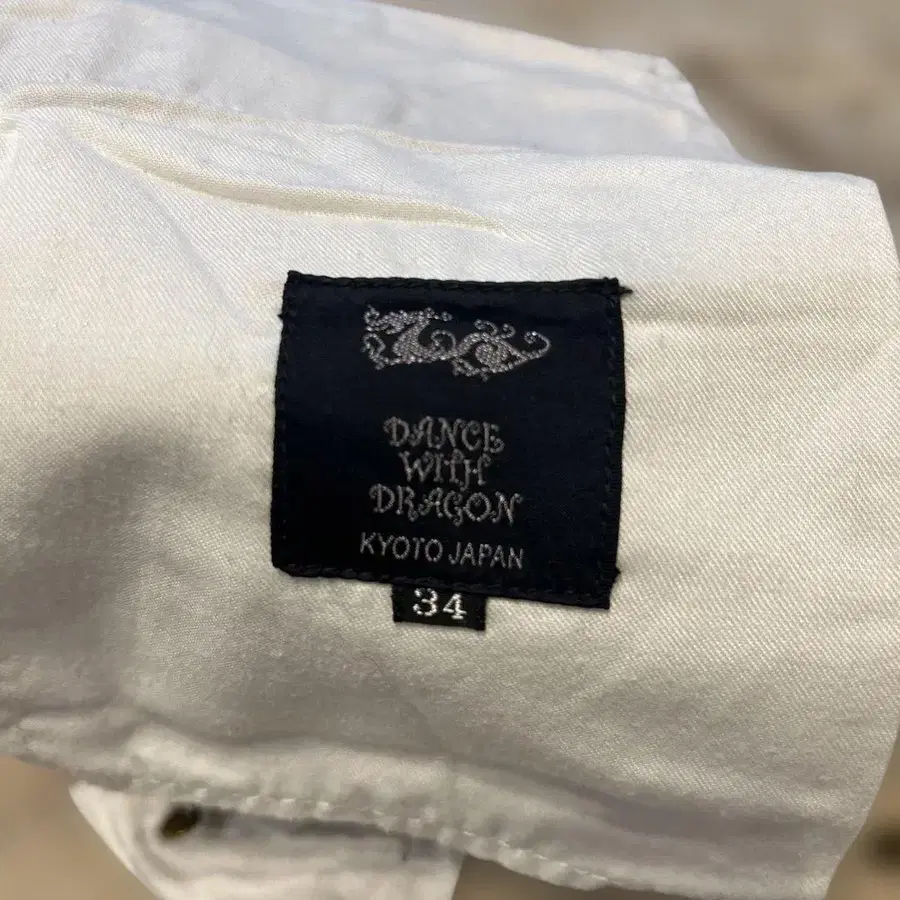 DANCE
WITH
DRAGON
KYOTO JAPAN
34